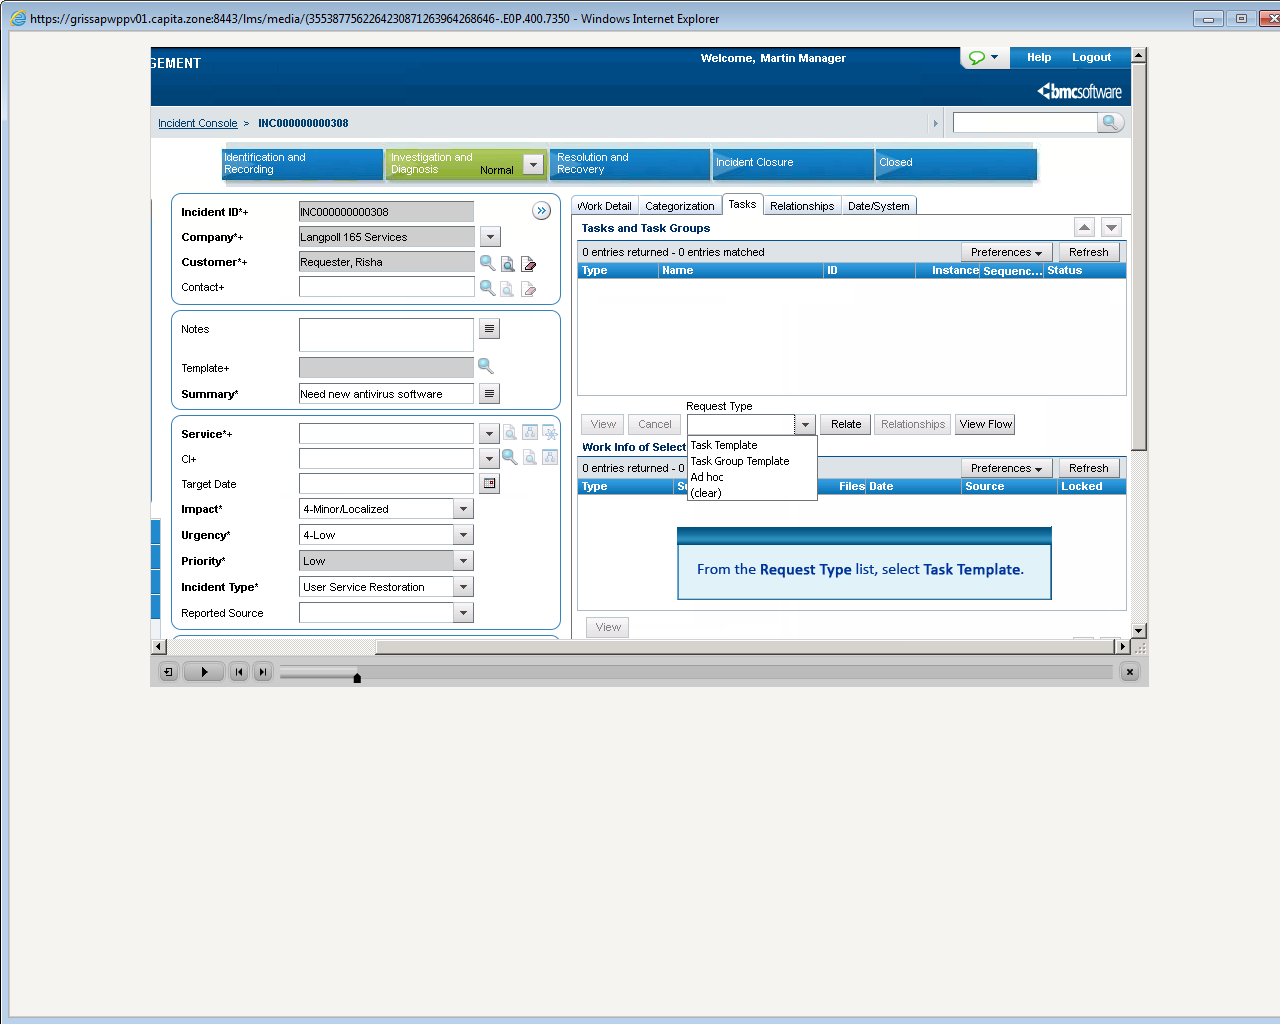 https://grissapwppv01.capita.zone:8443/lms/media/(3553877562264230871263964268646-.E0P.400.7350 - Windows Internet Explorer
GEMENT
Welcome, Martin Manager
Help
Logout
bmcsoftware
Incident Console > INC000000000308
Identification and
Recording
Investigation and
Diagnosis
Normal
Resolution and
Recovery
Incident Closure
Closed
Incident ID*+
INC000000000308
Company*+
Langpoll 165 Services
Customer*+
Requester, Risha
Contact+
Notes
Template+
Summary*
Need new antivirus software
Service*+
CI+
Target Date
Impact*
4-Minor/Localized
Urgency*
4-Low
Priority*
Low
Incident Type*
User Service Restoration
Reported Source
Work Detail
Categorization
Tasks
Relationships
Date/System
Tasks and Task Groups
0 entries returned - 0 entries matched
Preferences
Refresh
Type
Name
ID
Instance
Sequenc...
Status
Request Type
View
Cancel
Relate
Relationships
View Flow
Task Template
Task Group Template
Ad hoc
(clear)
Work Info of Select
0 entries returned - 0
Preferences
Refresh
Type
Files
Date
Source
Locked
From the Request Type list, select Task Template.
View